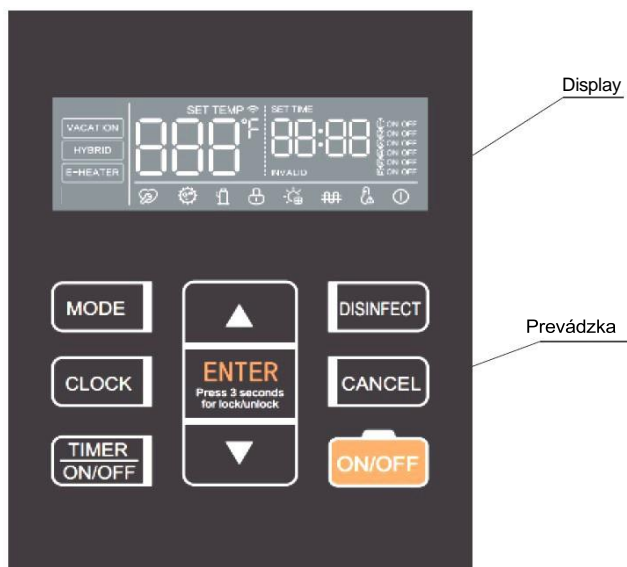 SET TEMP SET TIME
VACATION
HYBRID
E-HEATER
888°F 88:88
INVALID
ON OFF
ON OFF
ON OFF
ON OFF
ON OFF
ON OFF
Display
MODE
CLOCK
TIMER
ON/OFF
ENTER
Press 3 seconds
for lock/unlock
DISINFECT
CANCEL
ON/OFF
Prevádzka